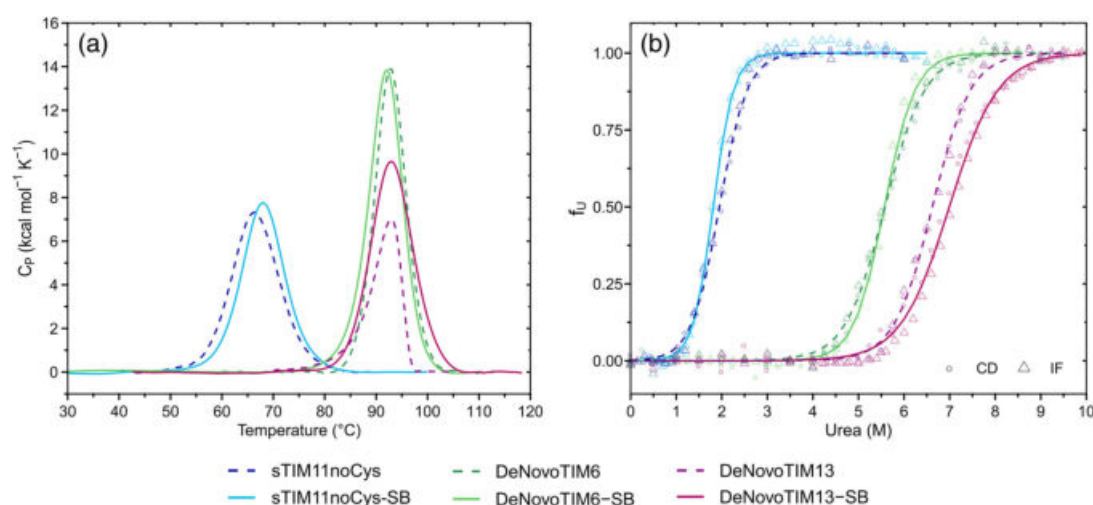 (a)
16
14
12
10
8
6
4
2
0
Cₚ (kcal mol⁻¹ K⁻¹)
30 40 50 60 70 80 90 100 110 120
Temperature (°C)
(b)
1.00
0.75
0.50
0.25
0.00
fᵤ
CD IF
0 1 2 3 4 5 6 7 8 9 10
Urea (M)
sTIM11noCys DeNovoTIM6 DeNovoTIM13
sTIM11noCys-SB DeNovoTIM6-SB DeNovoTIM13-SB